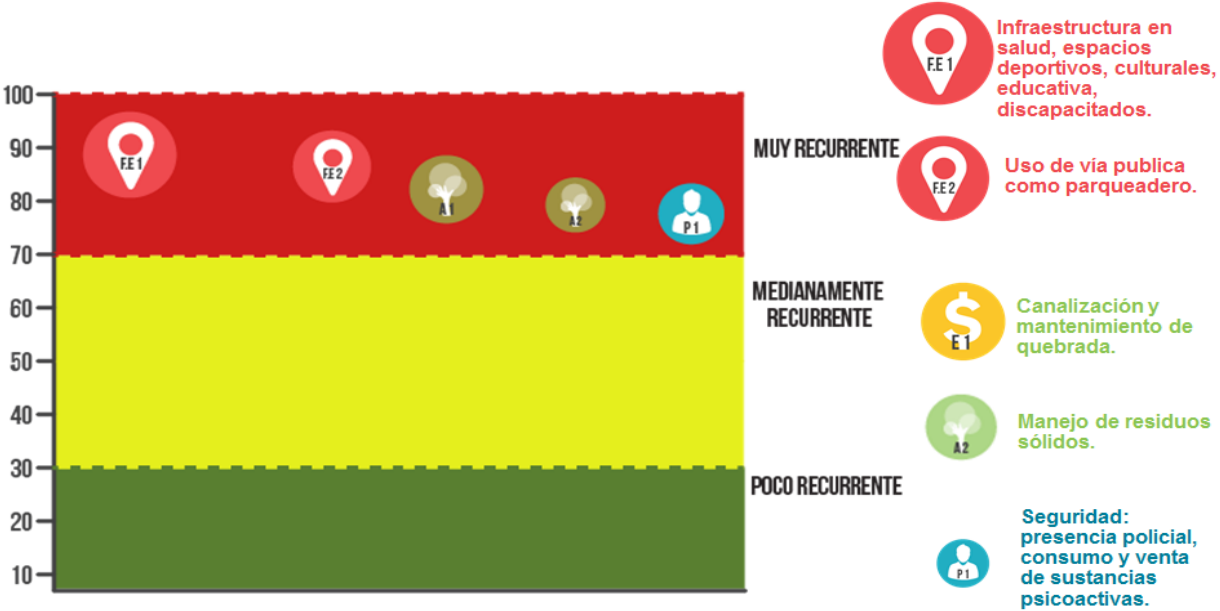 100
90
80
70
60
50
40
30
20
10
F.E 1
F.E 2
A 1
A2
P 1
MUY RECURRENTE
MEDIANAMENTE
RECURRENTE
POCO RECURRENTE
F.E 1
Infraestructura en
salud, espacios
deportivos, culturales,
educativa,
discapacitados.
F.E 2
Uso de vía publica
como parqueadero.
$
E 1
Canalización y
mantenimiento de
quebrada.
A2
Manejo de residuos
sólidos.
P 1
Seguridad:
presencia policial,
consumo y venta
de sustancias
psicoactivas.